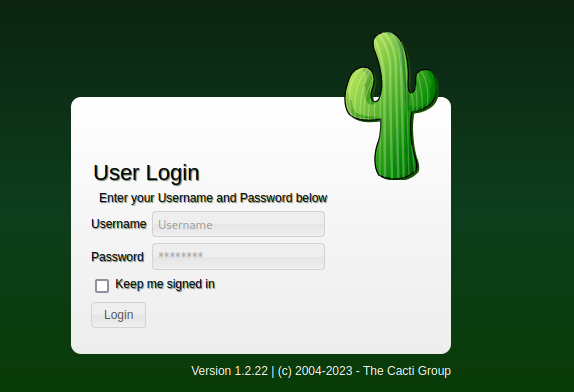 User Login
Enter your Username and Password below
Username Username
Password ********
Keep me signed in
Login
Version 1.2.22 | (c) 2004-2023 - The Cacti Group